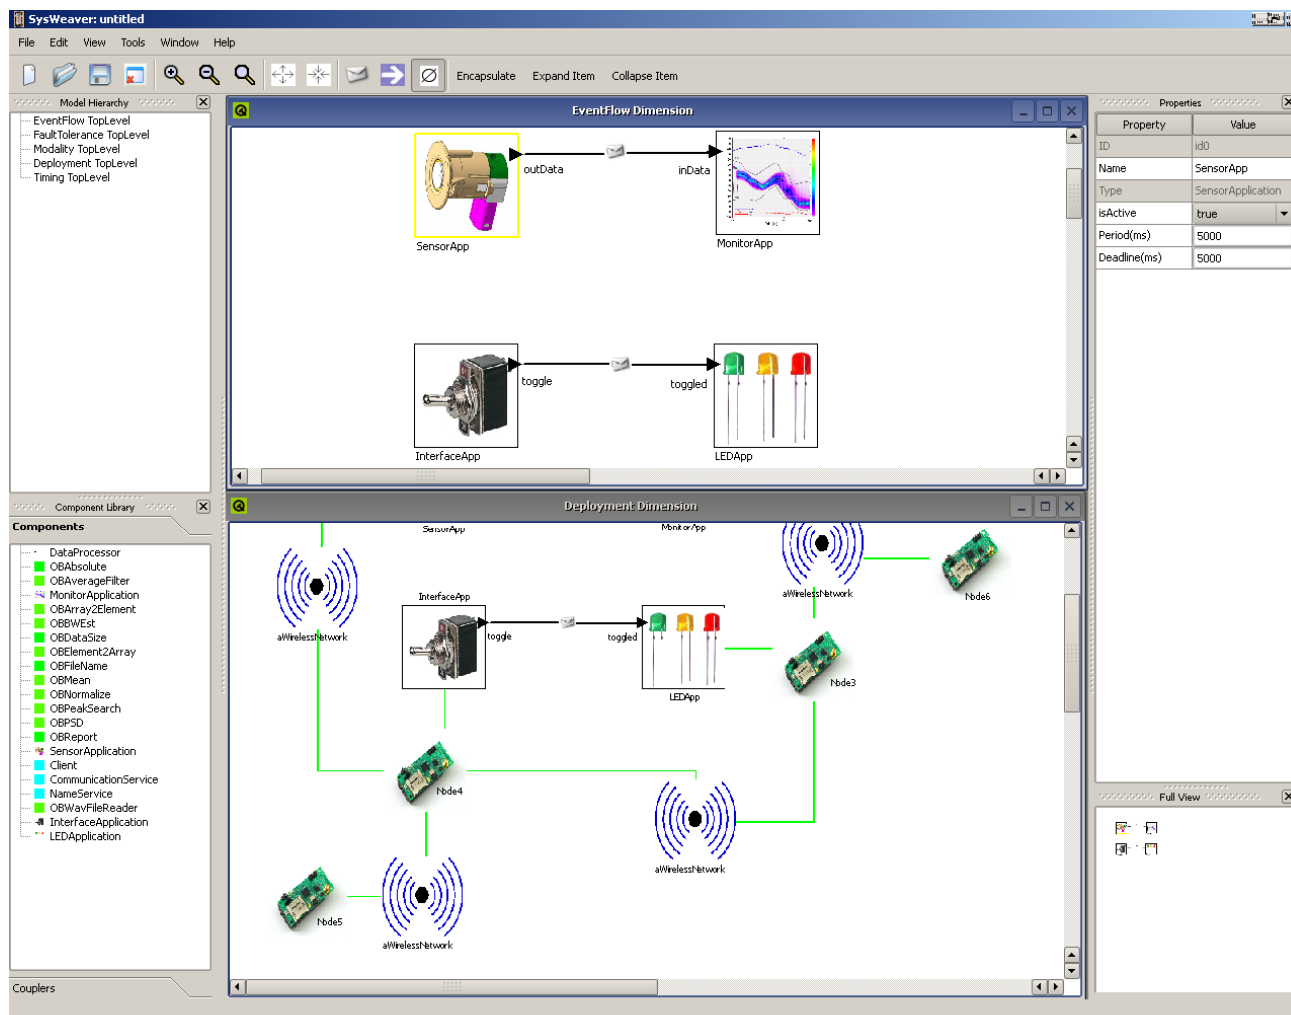 SysWeaver: untitled
File Edit View Tools Window Help
Encapsulate Expand Item Collapse Item
Model Hierarchy
EventFlow TopLevel
FaultTolerance TopLevel
Modality TopLevel
Deployment TopLevel
Timing TopLevel
Component Library
Components
DataProcessor
OBAbsolute
OBAverageFilter
MonitorApplication
OBArray2Element
OBBWEst
OBDataSize
OBElement2Array
OBFileName
OBMean
OBNormalize
OBPeakSearch
OBPSD
OBReport
SensorApplication
Client
CommunicationService
NameService
OBWavFileReader
InterfaceApplication
LEDApplication
Couplers
EventFlow Dimension
outData inData
SensorApp MonitorApp
toggle toggled
InterfaceApp LEDApp
Deployment Dimension
SensorApp MonitorApp
aWirelessNetwork Node6
InterfaceApp
aWirelessNetwork toggle toggled
Node3
LEDApp
Node4
aWirelessNetwork
Node5
aWirelessNetwork
Properties
Property Value
ID id0
Name SensorApp
Type SensorApplication
isActive true
Period(ms) 5000
Deadline(ms) 5000
Full View